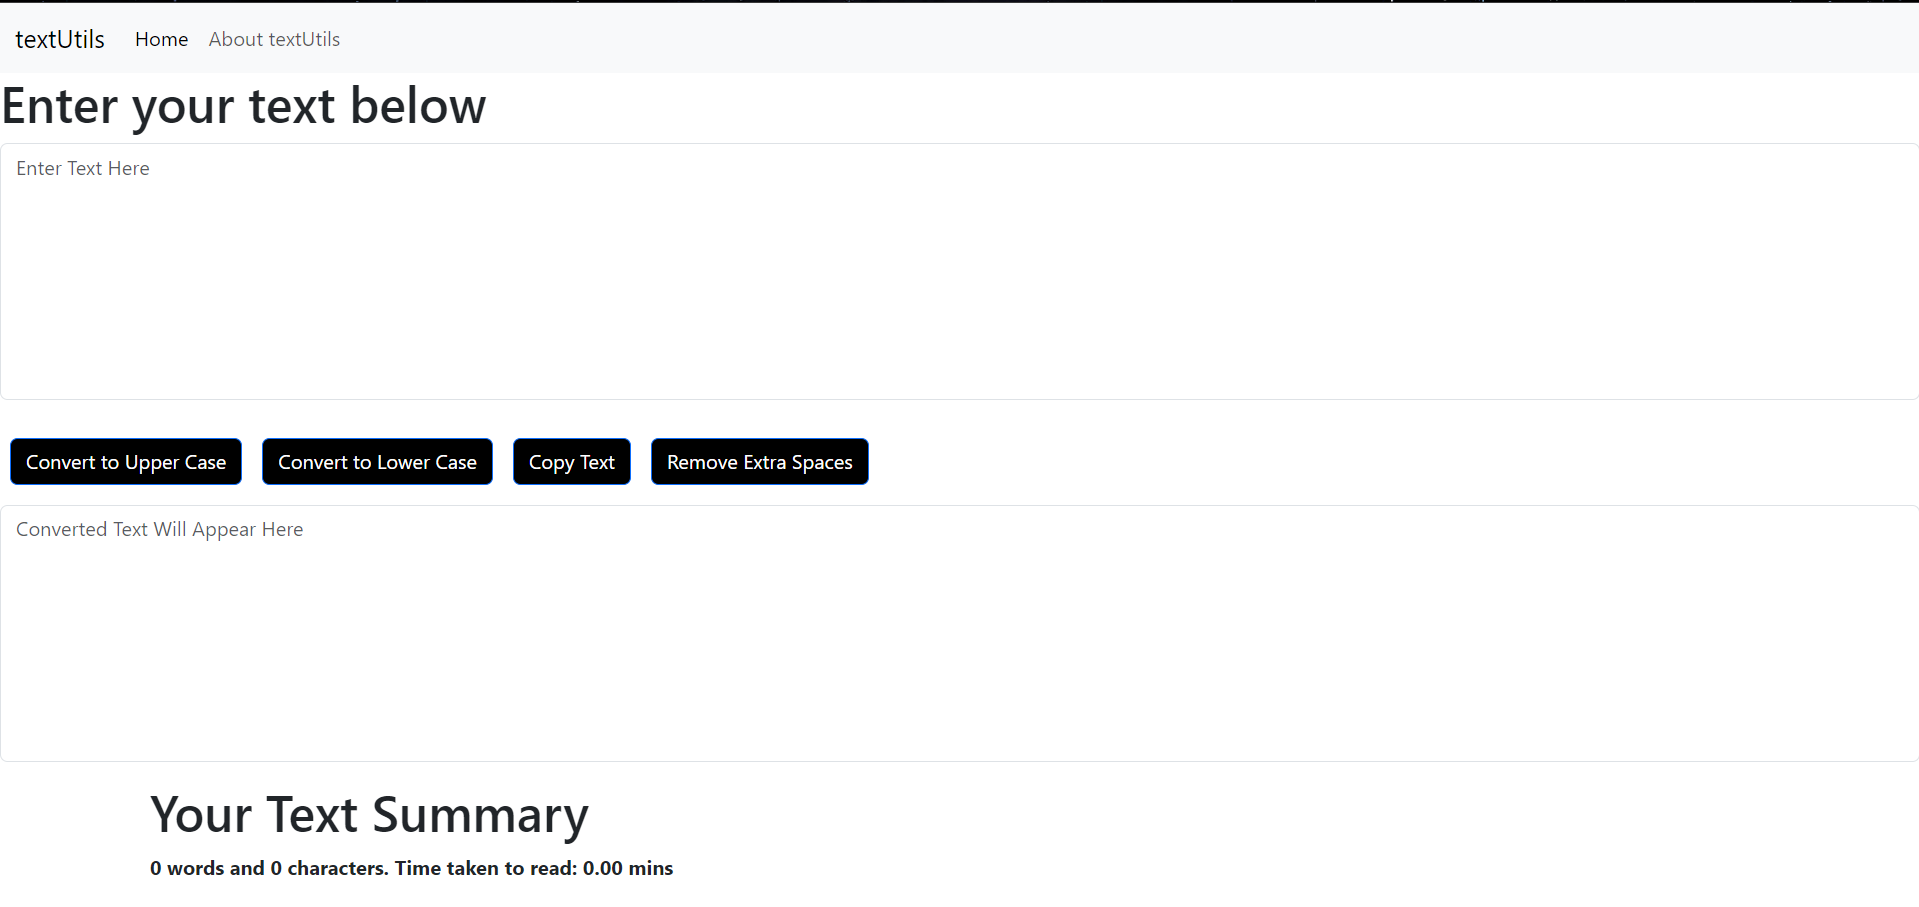 textUtils Home About textUtils
Enter your text below
Enter Text Here
Convert to Upper Case Convert to Lower Case Copy Text Remove Extra Spaces
Converted Text Will Appear Here
Your Text Summary
0 words and 0 characters. Time taken to read: 0.00 mins